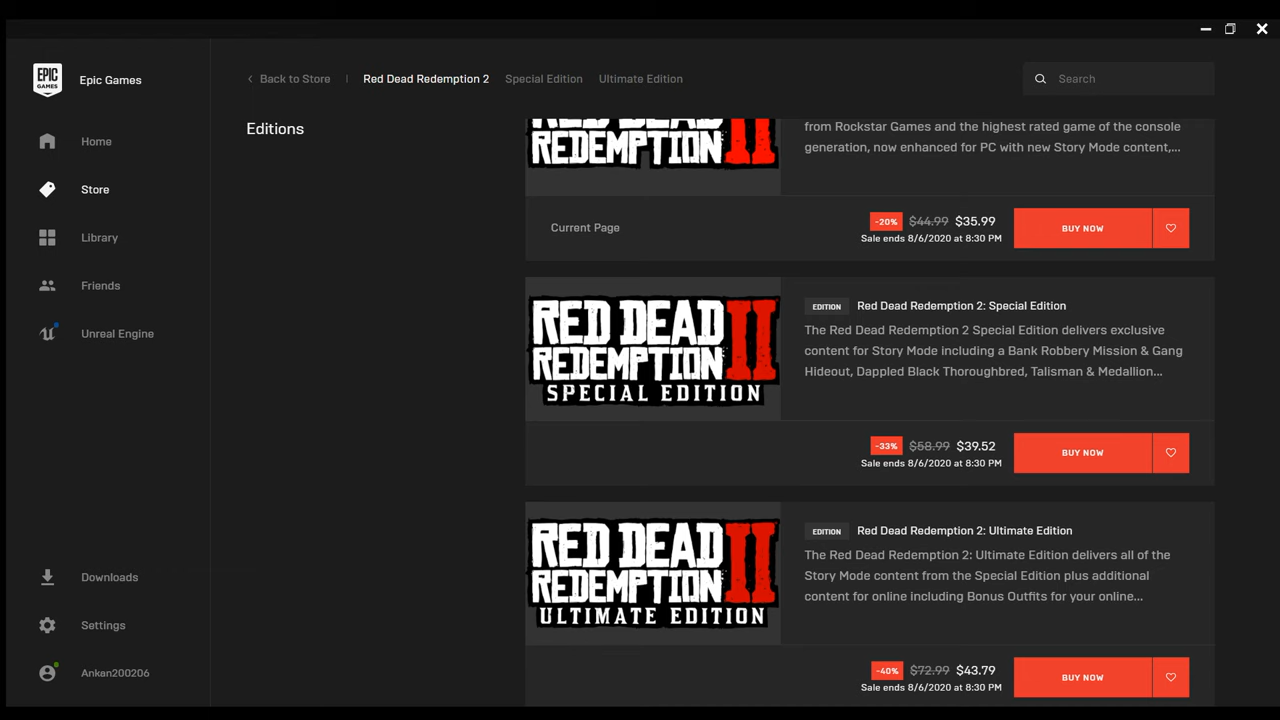 EPIC GAMES
Epic Games
Home
Store
Library
Friends
Unreal Engine
Downloads
Settings
Anken200206
Back to Store
Red Dead Redemption 2
Special Edition
Ultimate Edition
Search
Editions
RED DEAD
REDEMPTION II
from Rockstar Games and the highest rated game of the console
generation, now enhanced for PC with new Story Mode content,...
Current Page
-20% $44.99 $35.99
Sale ends 8/6/2020 at 8:30 PM
BUY NOW
RED DEAD
REDEMPTION II
SPECIAL EDITION
EDITION Red Dead Redemption 2: Special Edition
The Red Dead Redemption 2 Special Edition delivers exclusive
content for Story Mode including a Bank Robbery Mission & Gang
Hideout, Dappled Black Thoroughbred, Talisman & Medallion...
-33% $58.99 $39.52
Sale ends 8/6/2020 at 8:30 PM
BUY NOW
RED DEAD
REDEMPTION II
ULTIMATE EDITION
EDITION Red Dead Redemption 2: Ultimate Edition
The Red Dead Redemption 2: Ultimate Edition delivers all of the
Story Mode content from the Special Edition plus additional
content for online including Bonus Outfits for your online...
-40% $72.99 $43.79
Sale ends 8/6/2020 at 8:30 PM
BUY NOW